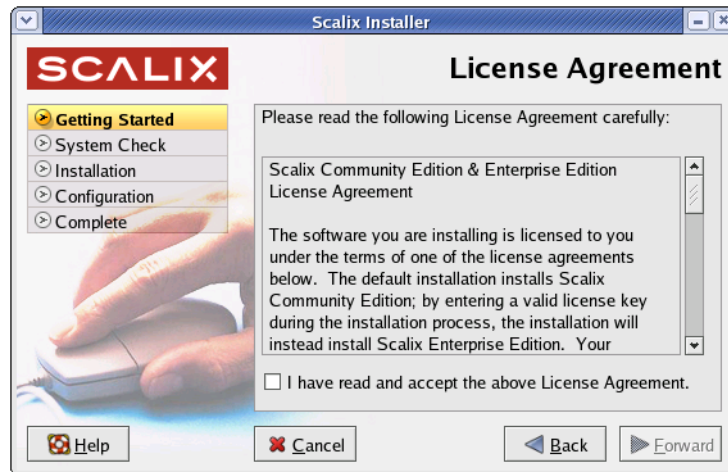 Scalix Installer
SCALIX
License Agreement
Getting Started
System Check
Installation
Configuration
Complete
Please read the following License Agreement carefully:
Scalix Community Edition & Enterprise Edition
License Agreement
The software you are installing is licensed to you
under the terms of one of the license agreements
below.  The default installation installs Scalix
Community Edition; by entering a valid license key
during the installation process, the installation will
instead install Scalix Enterprise Edition.  Your
I have read and accept the above License Agreement.
Help
Cancel
Back
Forward